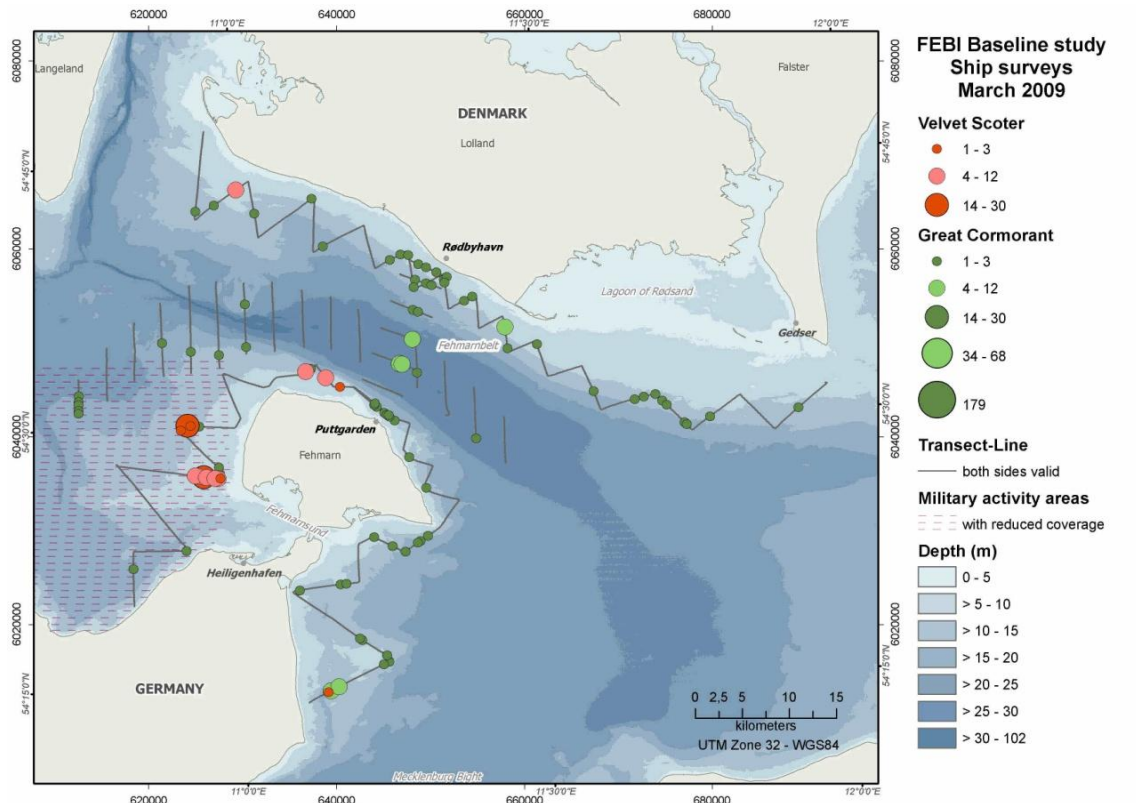 620000
640000
660000
680000
11°0'0"E
11°30'0"E
12°0'0"E
6080000
6080000
Langeland
Falster
DENMARK
Lolland
54°45'0"N
54°45'0"N
6060000
6060000
Rødbyhavn
Lagoon of Rødsand
Gedser
Fehmarnbelt
54°30'0"N
54°30'0"N
6040000
6040000
Puttgarden
Fehmarn
Fehmarnsund
Heiligenhafen
6020000
6020000
54°15'0"N
54°15'0"N
GERMANY
0 2,5 5 10 15
kilometers
UTM Zone 32 - WGS84
Mecklenburg Bight
620000
640000
660000
680000
11°0'0"E
11°30'0"E
12°0'0"E
FEBI Baseline study
Ship surveys
March 2009
Velvet Scoter
1 - 3
4 - 12
14 - 30
Great Cormorant
1 - 3
4 - 12
14 - 30
34 - 68
179
Transect-Line
both sides valid
Military activity areas
with reduced coverage
Depth (m)
0 - 5
> 5 - 10
> 10 - 15
> 15 - 20
> 20 - 25
> 25 - 30
> 30 - 102